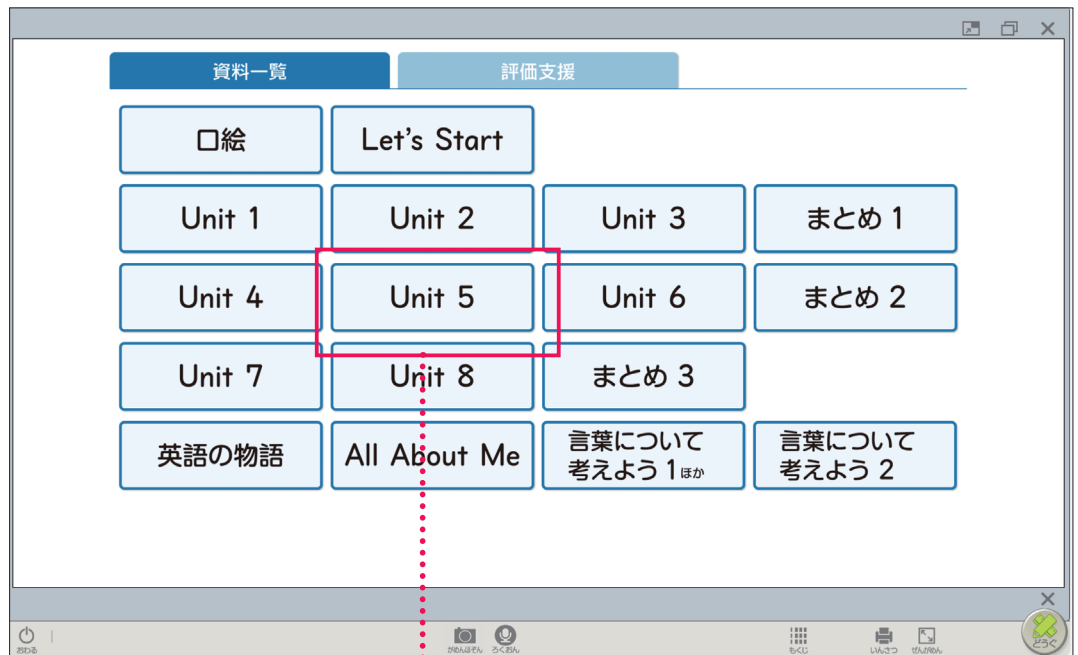 資料一覧 評価支援
口絵 Let's Start
Unit 1 Unit 2 Unit 3 まとめ 1
Unit 4 Unit 5 Unit 6 まとめ 2
Unit 7 Unit 8 まとめ 3
英語の物語 All About Me 言葉について 言葉について
考えよう 1 ほか 考えよう 2
おわる がめんほぞん ろくおん もくじ いんさつ ぜんがめん どうぐ